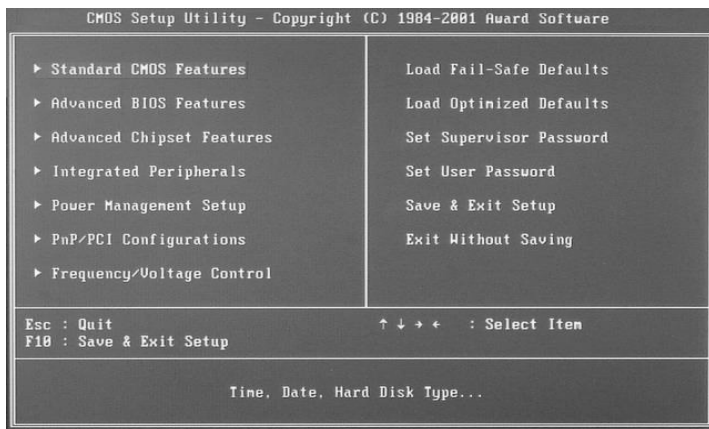 CMOS Setup Utility - Copyright (C) 1984-2001 Award Software
▶ Standard CMOS Features
▶ Advanced BIOS Features
▶ Advanced Chipset Features
▶ Integrated Peripherals
▶ Power Management Setup
▶ PnP/PCI Configurations
▶ Frequency/Voltage Control
Load Fail-Safe Defaults
Load Optimized Defaults
Set Supervisor Password
Set User Password
Save & Exit Setup
Exit Without Saving
Esc : Quit
F10 : Save & Exit Setup
↑ ↓ → ← : Select Item
Time, Date, Hard Disk Type...